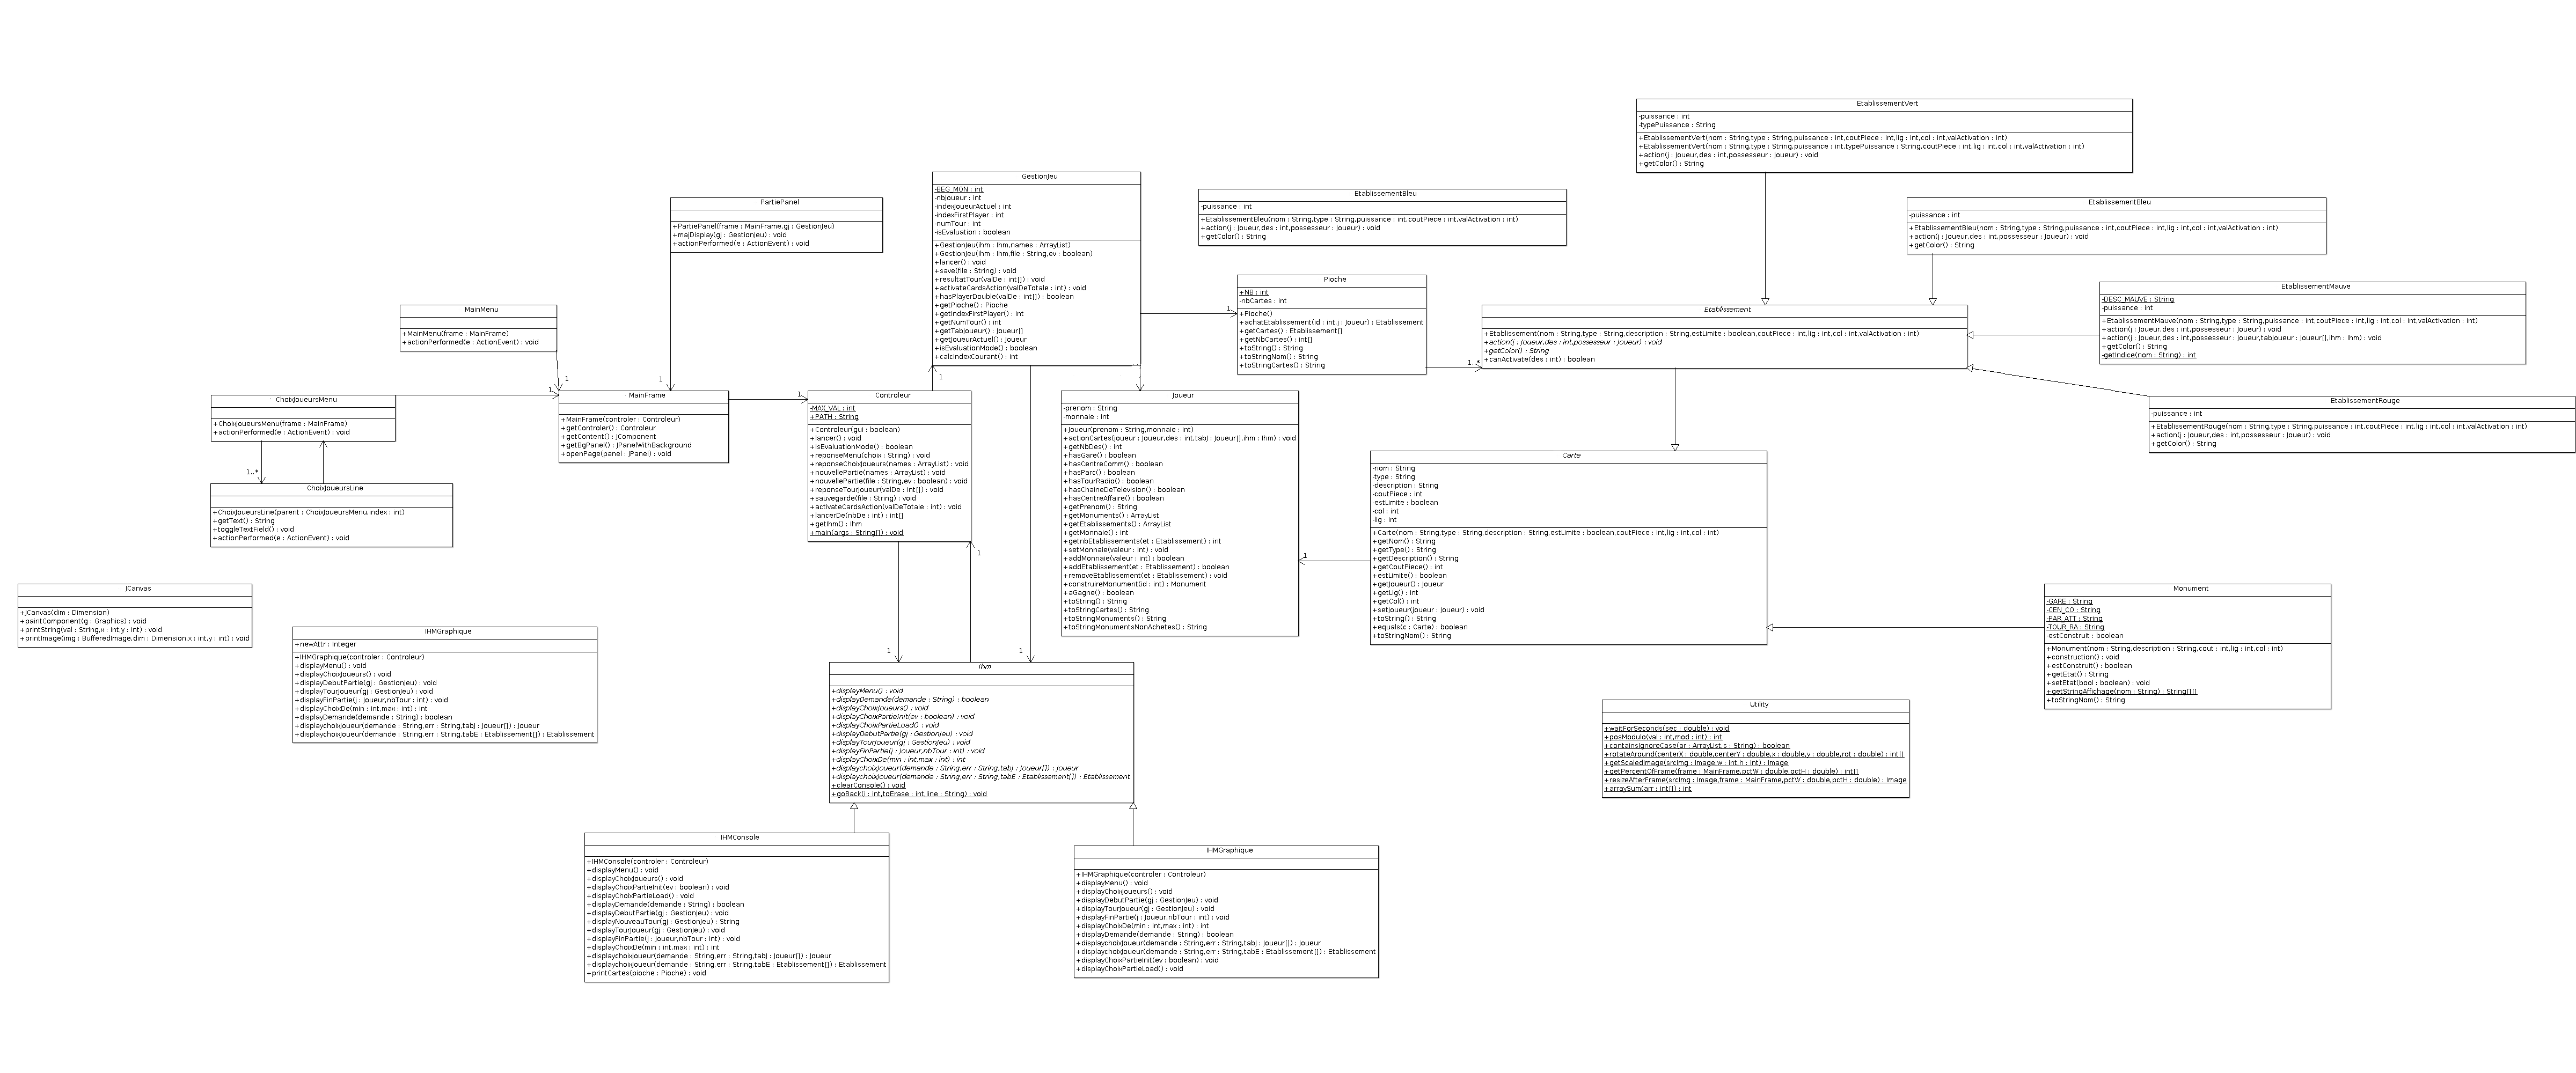 EtablissementVert
-puissance : int
-typePuissance : String
+EtablissementVert(nom : String,type : String,puissance : int,coutPiece : int,lig : int,col : int,valActivation : int)
+EtablissementVert(nom : String,type : String,puissance : int,typePuissance : String,coutPiece : int,lig : int,col : int,valActivation : int)
+action(j : Joueur,des : int,possesseur : Joueur) : void
+getColor() : String
GestionJeu
-BEG_MON : int
-nbJoueur : int
-indexJoueurActuel : int
-indexFirstPlayer : int
-numTour : int
-isEvaluation : boolean
+GestionJeu(ihm : Ihm,names : ArrayList)
+GestionJeu(ihm : Ihm,file : String,ev : boolean)
+lancer() : void
+save(file : String) : void
+resultatTour(valDe : int[]) : void
+activateCardsAction(valDeTotale : int) : void
+hasPlayerDouble(valDe : int[]) : boolean
+getPioche() : Pioche
+getIndexFirstPlayer() : int
+getNumTour() : int
+getTabJoueur() : Joueur[]
+getJoueurActuel() : Joueur
+isEvaluationMode() : boolean
+calcIndexCourant() : int
EtablissementBleu
-puissance : int
+EtablissementBleu(nom : String,type : String,puissance : int,coutPiece : int,valActivation : int)
+action(j : Joueur,des : int,possesseur : Joueur) : void
+getColor() : String
PartiePanel
+PartiePanel(frame : MainFrame,gj : GestionJeu)
+majDisplay(gj : GestionJeu) : void
+actionPerformed(e : ActionEvent) : void
EtablissementBleu
-puissance : int
+EtablissementBleu(nom : String,type : String,puissance : int,coutPiece : int,lig : int,col : int,valActivation : int)
+action(j : Joueur,des : int,possesseur : Joueur) : void
+getColor() : String
Pioche
+NB : int
-nbCartes : int
+Pioche()
+achatEtablissement(id : int,j : Joueur) : Etablissement
+getCartes() : Etablissement[]
+getNbCartes() : int[]
+toString() : String
+toStringNom() : String
+toStringCartes() : String
1
EtablissementMauve
-DESC_MAUVE : String
-puissance : int
+EtablissementMauve(nom : String,type : String,puissance : int,coutPiece : int,lig : int,col : int,valActivation : int)
+action(j : Joueur,des : int,possesseur : Joueur) : void
+action(j : Joueur,des : int,possesseur : Joueur,tabJoueur : Joueur[],ihm : Ihm) : void
+getColor() : String
-getIndice(nom : String) : int
MainMenu
+MainMenu(frame : MainFrame)
+actionPerformed(e : ActionEvent) : void
Etablissement
+Etablissement(nom : String,type : String,description : String,estLimite : boolean,coutPiece : int,lig : int,col : int,valActivation : int)
+action(j : Joueur,des : int,possesseur : Joueur) : void
+getColor() : String
+canActivate(des : int) : boolean
1..*
1
1
1
1
1
ChoixJoueursMenu
+ChoixJoueursMenu(frame : MainFrame)
+actionPerformed(e : ActionEvent) : void
MainFrame
+MainFrame(controler : Controleur)
+getControler() : Controleur
+getContent() : JComponent
+getBgPanel() : JPanelWithBackground
+openPage(panel : JPanel) : void
Controleur
-MAX_VAL : int
+PATH : String
+Controleur(gui : boolean)
+lancer() : void
+isEvaluationMode() : boolean
+reponseMenu(choix : String) : void
+reponseChoixJoueurs(names : ArrayList) : void
+nouvellePartie(names : ArrayList) : void
+nouvellePartie(file : String,ev : boolean) : void
+reponseTourJoueur(valDe : int[]) : void
+sauvegarde(file : String) : void
+activateCardsAction(valDeTotale : int) : void
+lancerDe(nbDe : int) : int[]
+getIhm() : Ihm
+main(args : String[]) : void
Joueur
-prenom : String
-monnaie : int
+Joueur(prenom : String,monnaie : int)
+actionCartes(joueur : Joueur,des : int,tabJ : Joueur[],ihm : Ihm) : void
+getNbDes() : int
+hasGare() : boolean
+hasCentreComm() : boolean
+hasParc() : boolean
+hasTourRadio() : boolean
+hasChaineDeTelevision() : boolean
+hasCentreAffaire() : boolean
+getPrenom() : String
+getMonuments() : ArrayList
+getEtablissements() : ArrayList
+getMonnaie() : int
+getnbEtablissements(et : Etablissement) : int
+setMonnaie(valeur : int) : void
+addMonnaie(valeur : int) : boolean
+addEtablissement(et : Etablissement) : boolean
+removeEtablissement(et : Etablissement) : void
+construireMonument(id : int) : Monument
+aGagne() : boolean
+toString() : String
+toStringCartes() : String
+toStringMonuments() : String
+toStringMonumentsNonAchetes() : String
EtablissementRouge
-puissance : int
+EtablissementRouge(nom : String,type : String,puissance : int,coutPiece : int,lig : int,col : int,valActivation : int)
+action(j : Joueur,des : int,possesseur : Joueur) : void
+getColor() : String
Carte
-nom : String
-type : String
-description : String
-coutPiece : int
-estLimite : boolean
-col : int
-lig : int
+Carte(nom : String,type : String,description : String,estLimite : boolean,coutPiece : int,lig : int,col : int)
+getNom() : String
+getType() : String
+getDescription() : String
+getCoutPiece() : int
+estLimite() : boolean
+getJoueur() : Joueur
+getLig() : int
+getCol() : int
+setJoueur(joueur : Joueur) : void
+toString() : String
+equals(c : Carte) : boolean
+toStringNom() : String
1..*
ChoixJoueursLine
+ChoixJoueursLine(parent : ChoixJoueursMenu,index : int)
+getText() : String
+toggleTextField() : void
+actionPerformed(e : ActionEvent) : void
1
1
JCanvas
+JCanvas(dim : Dimension)
+paintComponent(g : Graphics) : void
+printString(val : String,x : int,y : int) : void
+printImage(img : BufferedImage,dim : Dimension,x : int,y : int) : void
Monument
-GARE : String
-CEN_CO : String
-PAR_ATT : String
-TOUR_RA : String
-estConstruit : boolean
+Monument(nom : String,description : String,cout : int,lig : int,col : int)
+construction() : void
+estConstruit() : boolean
+getEtat() : String
+setEtat(bool : boolean) : void
+getStringAffichage(nom : String) : String[][]
+toStringNom() : String
IHMGraphique
+newAttr : Integer
+IHMGraphique(controler : Controleur)
+displayMenu() : void
+displayChoixJoueurs() : void
+displayDebutPartie(gj : GestionJeu) : void
+displayTourJoueur(gj : GestionJeu) : void
+displayFinPartie(j : Joueur,nbTour : int) : void
+displayChoixDe(min : int,max : int) : int
+displayDemande(demande : String) : boolean
+displaychoixJoueur(demande : String,err : String,tabJ : Joueur[]) : Joueur
+displaychoixJoueur(demande : String,err : String,tabE : Etablissement[]) : Etablissement
1
1
Ihm
+displayMenu() : void
+displayDemande(demande : String) : boolean
+displayChoixJoueurs() : void
+displayChoixPartieInit(ev : boolean) : void
+displayChoixPartieLoad() : void
+displayDebutPartie(gj : GestionJeu) : void
+displayTourJoueur(gj : GestionJeu) : void
+displayFinPartie(j : Joueur,nbTour : int) : void
+displayChoixDe(min : int,max : int) : int
+displaychoixJoueur(demande : String,err : String,tabJ : Joueur[]) : Joueur
+displaychoixJoueur(demande : String,err : String,tabE : Etablissement[]) : Etablissement
+clearConsole() : void
+goBack(i : int,toErase : int,line : String) : void
Utility
+waitForSeconds(sec : double) : void
+posModulo(val : int,mod : int) : int
+containsIgnoreCase(ar : ArrayList,s : String) : boolean
+rotateAround(centerX : double,centerY : double,x : double,y : double,rot : double) : int[]
+getScaledImage(srcImg : Image,w : int,h : int) : Image
+getPercentOfFrame(frame : MainFrame,pctW : double,pctH : double) : int[]
+resizeAfterFrame(srcImg : Image,frame : MainFrame,pctW : double,pctH : double) : Image
+arraySum(arr : int[]) : int
IHMConsole
+IHMConsole(controler : Controleur)
+displayMenu() : void
+displayChoixJoueurs() : void
+displayChoixPartieInit(ev : boolean) : void
+displayChoixPartieLoad() : void
+displayDemande(demande : String) : boolean
+displayDebutPartie(gj : GestionJeu) : void
+displayNouveauTour(gj : GestionJeu) : String
+displayTourJoueur(gj : GestionJeu) : void
+displayFinPartie(j : Joueur,nbTour : int) : void
+displayChoixDe(min : int,max : int) : int
+displaychoixJoueur(demande : String,err : String,tabJ : Joueur[]) : Joueur
+displaychoixJoueur(demande : String,err : String,tabE : Etablissement[]) : Etablissement
+printCartes(pioche : Pioche) : void
IHMGraphique
+IHMGraphique(controler : Controleur)
+displayMenu() : void
+displayChoixJoueurs() : void
+displayDebutPartie(gj : GestionJeu) : void
+displayTourJoueur(gj : GestionJeu) : void
+displayFinPartie(j : Joueur,nbTour : int) : void
+displayChoixDe(min : int,max : int) : int
+displayDemande(demande : String) : boolean
+displaychoixJoueur(demande : String,err : String,tabJ : Joueur[]) : Joueur
+displaychoixJoueur(demande : String,err : String,tabE : Etablissement[]) : Etablissement
+displayChoixPartieInit(ev : boolean) : void
+displayChoixPartieLoad() : void